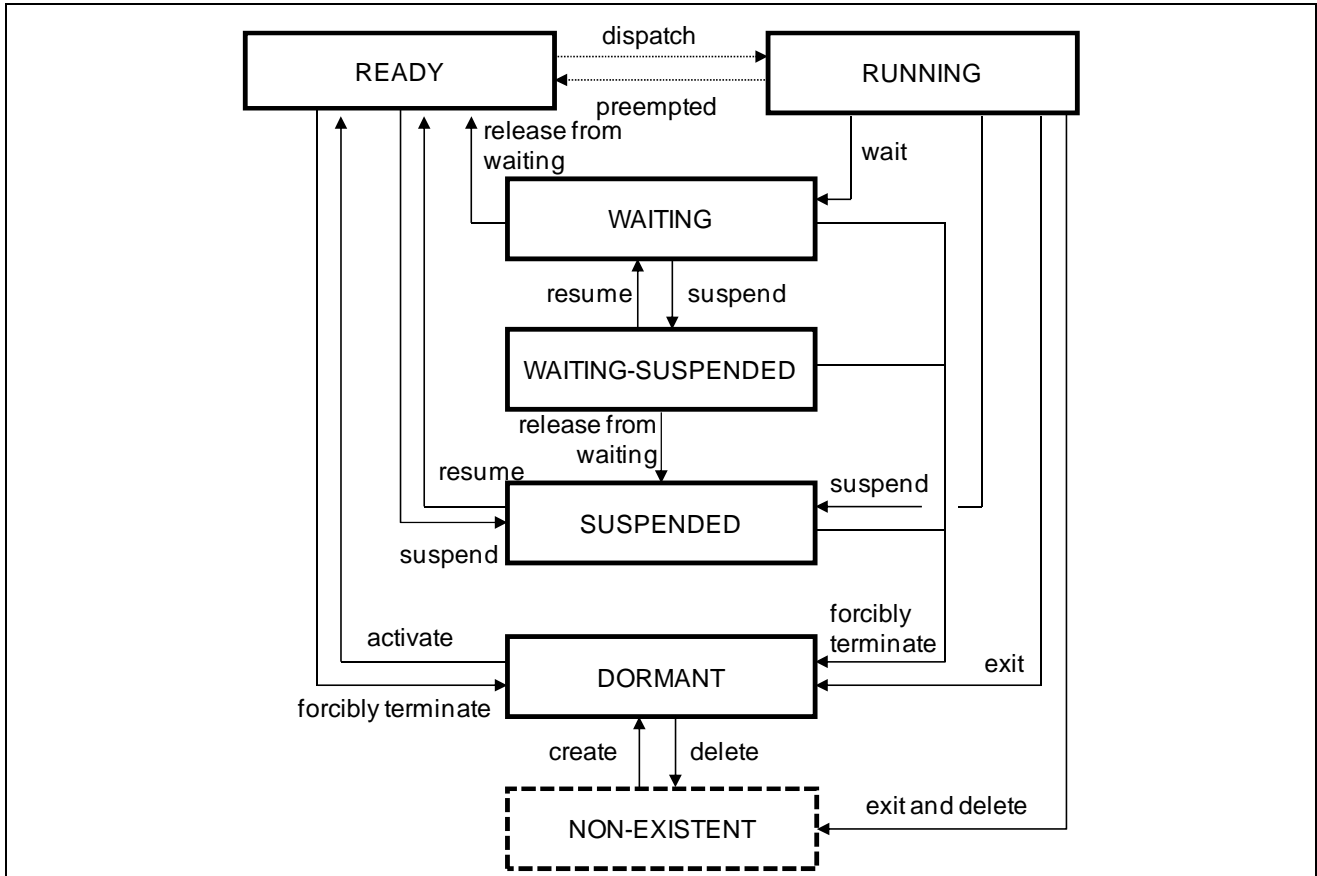 dispatch
READY
RUNNING
preempted
release from
waiting
wait
WAITING
resume
suspend
WAITING-SUSPENDED
release from
waiting
resume
suspend
SUSPENDED
suspend
forcibly
terminate
activate
exit
DORMANT
forcibly terminate
create
delete
exit and delete
NON-EXISTENT